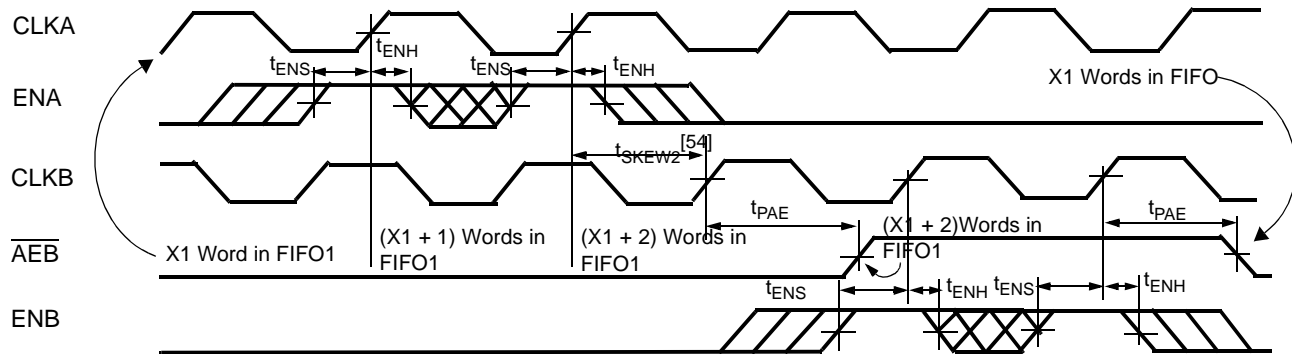 CLKA
tENH
tENS
tENS
tENH
X1 Words in FIFO
ENA
tSKEW2[54]
CLKB
tPAE
tPAE
AEB
X1 Word in FIFO1
(X1 + 1) Words in
FIFO1
(X1 + 2) Words in
FIFO1
(X1 + 2)Words in
FIFO1
tENS
tENH
tENS
tENH
ENB